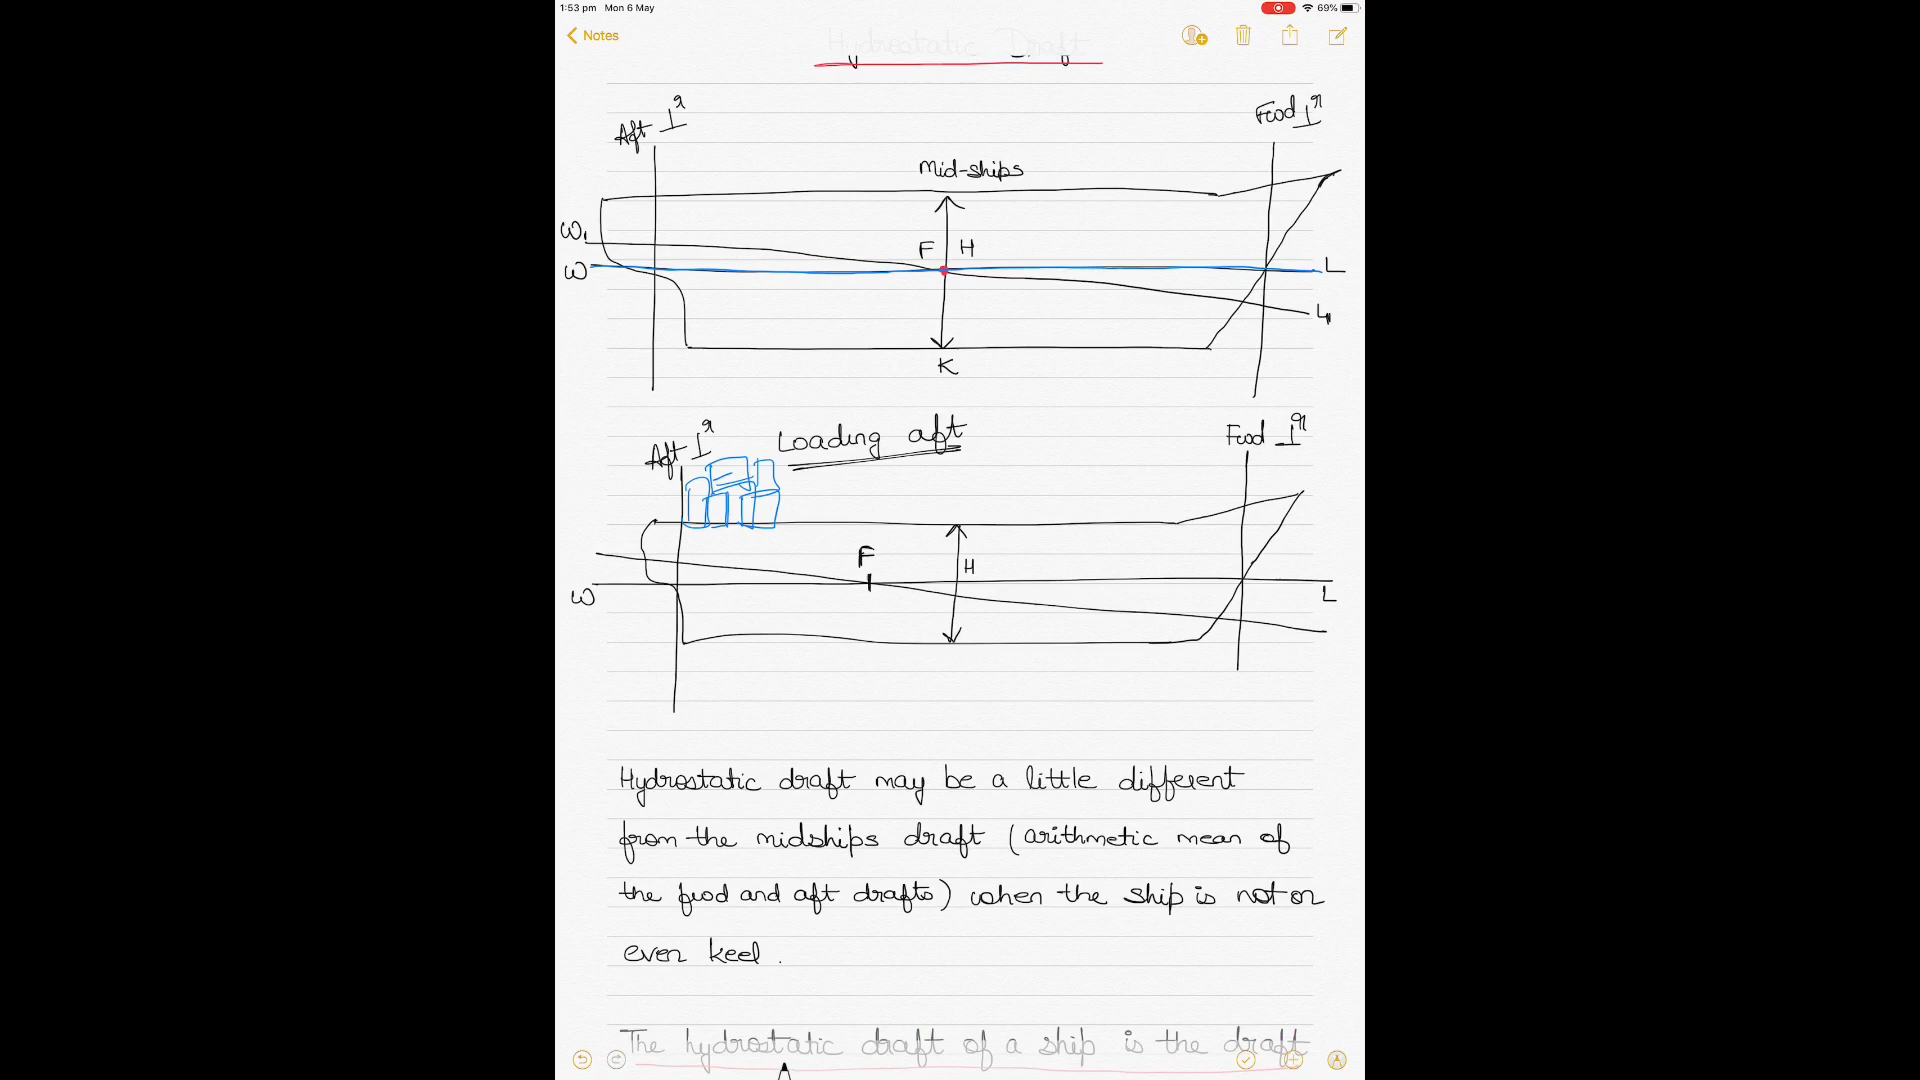 1:53 pm Mon 6 May
69%
Notes
Hydrostatic Draft
Aft
Fwd
Mid-ships
W1
F H
W
L
L1
K
Loading aft
Aft
Fwd
F
H
W
L
Hydrostatic draft may be a little different
from the midships draft (arithmetic mean of
the fwd and aft drafts) when the ship is not on
even keel.
The hydrostatic draft of a ship is the draft